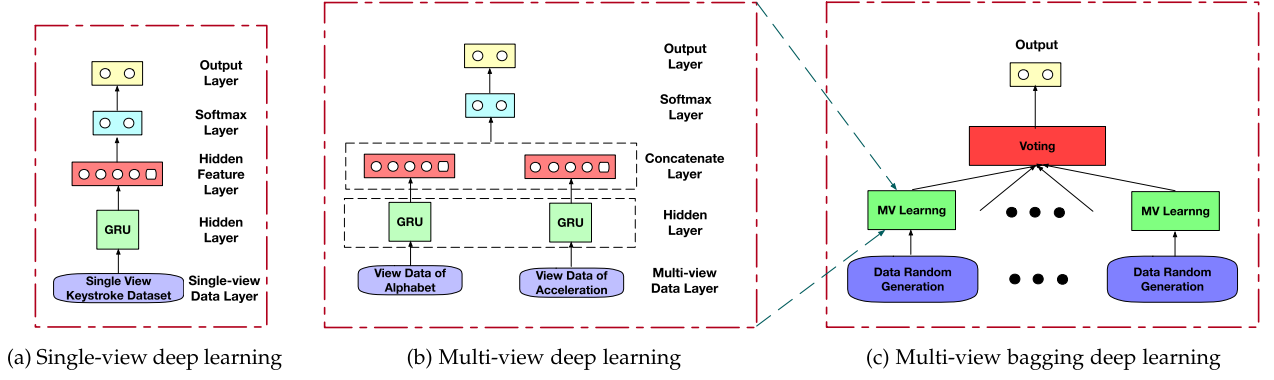 Output
Layer
Softmax
Layer
Hidden
Feature
Layer
GRU
Hidden
Layer
Single View
Keystroke Dataset
Single-view
Data Layer
(a) Single-view deep learning
Output
Layer
Softmax
Layer
Concatenate
Layer
GRU
GRU
Hidden
Layer
View Data of
Alphabet
View Data of
Acceleration
Multi-view
Data Layer
(b) Multi-view deep learning
Output
Voting
MV Learnng
MV Learnng
Data Random
Generation
Data Random
Generation
(c) Multi-view bagging deep learning